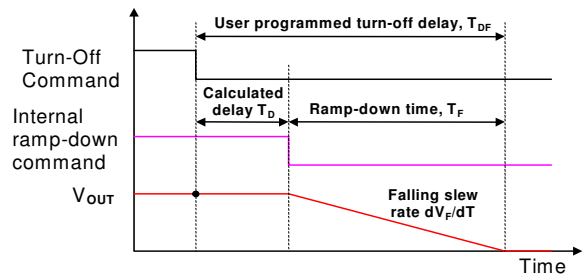 User programmed turn-off delay, TDF
Turn-Off
Command
Calculated
delay TD
Ramp-down time, TF
Internal
ramp-down
command
VOUT
Falling slew
rate dVF/dT
Time